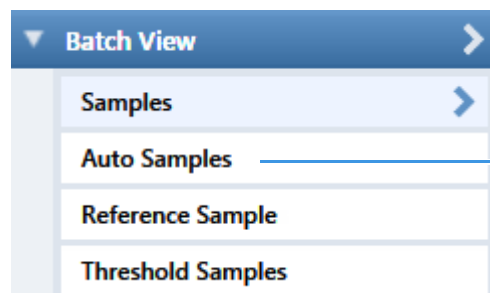 Batch View
Samples
Auto Samples
Reference Sample
Threshold Samples